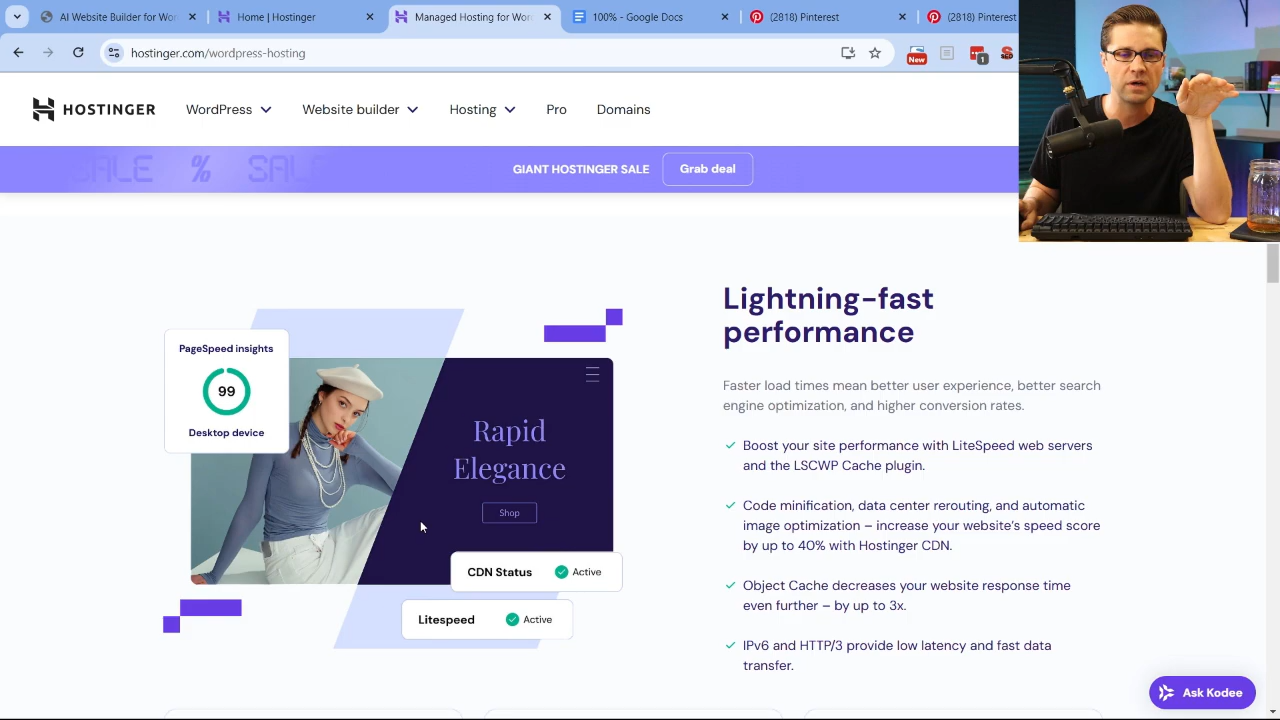 SiteGround's Website Builder for Wor
Home | Hostinger
Managed Hosting for Wor
100% - Google Docs
(2818) Pinterest
(2818) Pinterest
hostinger.com/wordpress-hosting
New
1
HOSTINGER
WordPress
Website builder
Hosting
Pro
Domains
SALE % SAL
GIANT HOSTINGER SALE
Grab deal
PageSpeed insights
99
Desktop device
Rapid
Elegance
Shop
CDN Status
Active
Litespeed
Active
Lightning-fast
performance
Faster load times mean better user experience, better search
engine optimization, and higher conversion rates.
Boost your site performance with LiteSpeed web servers
and the LSCWP Cache plugin.
Code minification, data center rerouting, and automatic
image optimization – increase your website’s speed score
by up to 40% with Hostinger CDN.
Object Cache decreases your website response time
even further – by up to 3x.
IPv6 and HTTP/3 provide low latency and fast data
transfer.
Ask Kodee